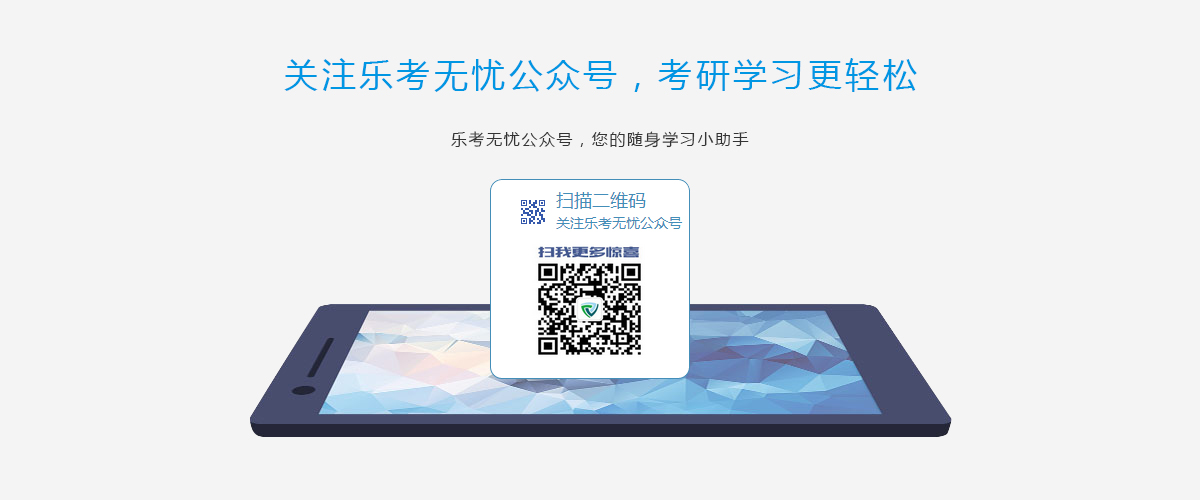 关注乐考无忧公众号，考研学习更轻松
乐考无忧公众号，您的随身学习小助手
扫描二维码
关注乐考无忧公众号
扫我更多惊喜